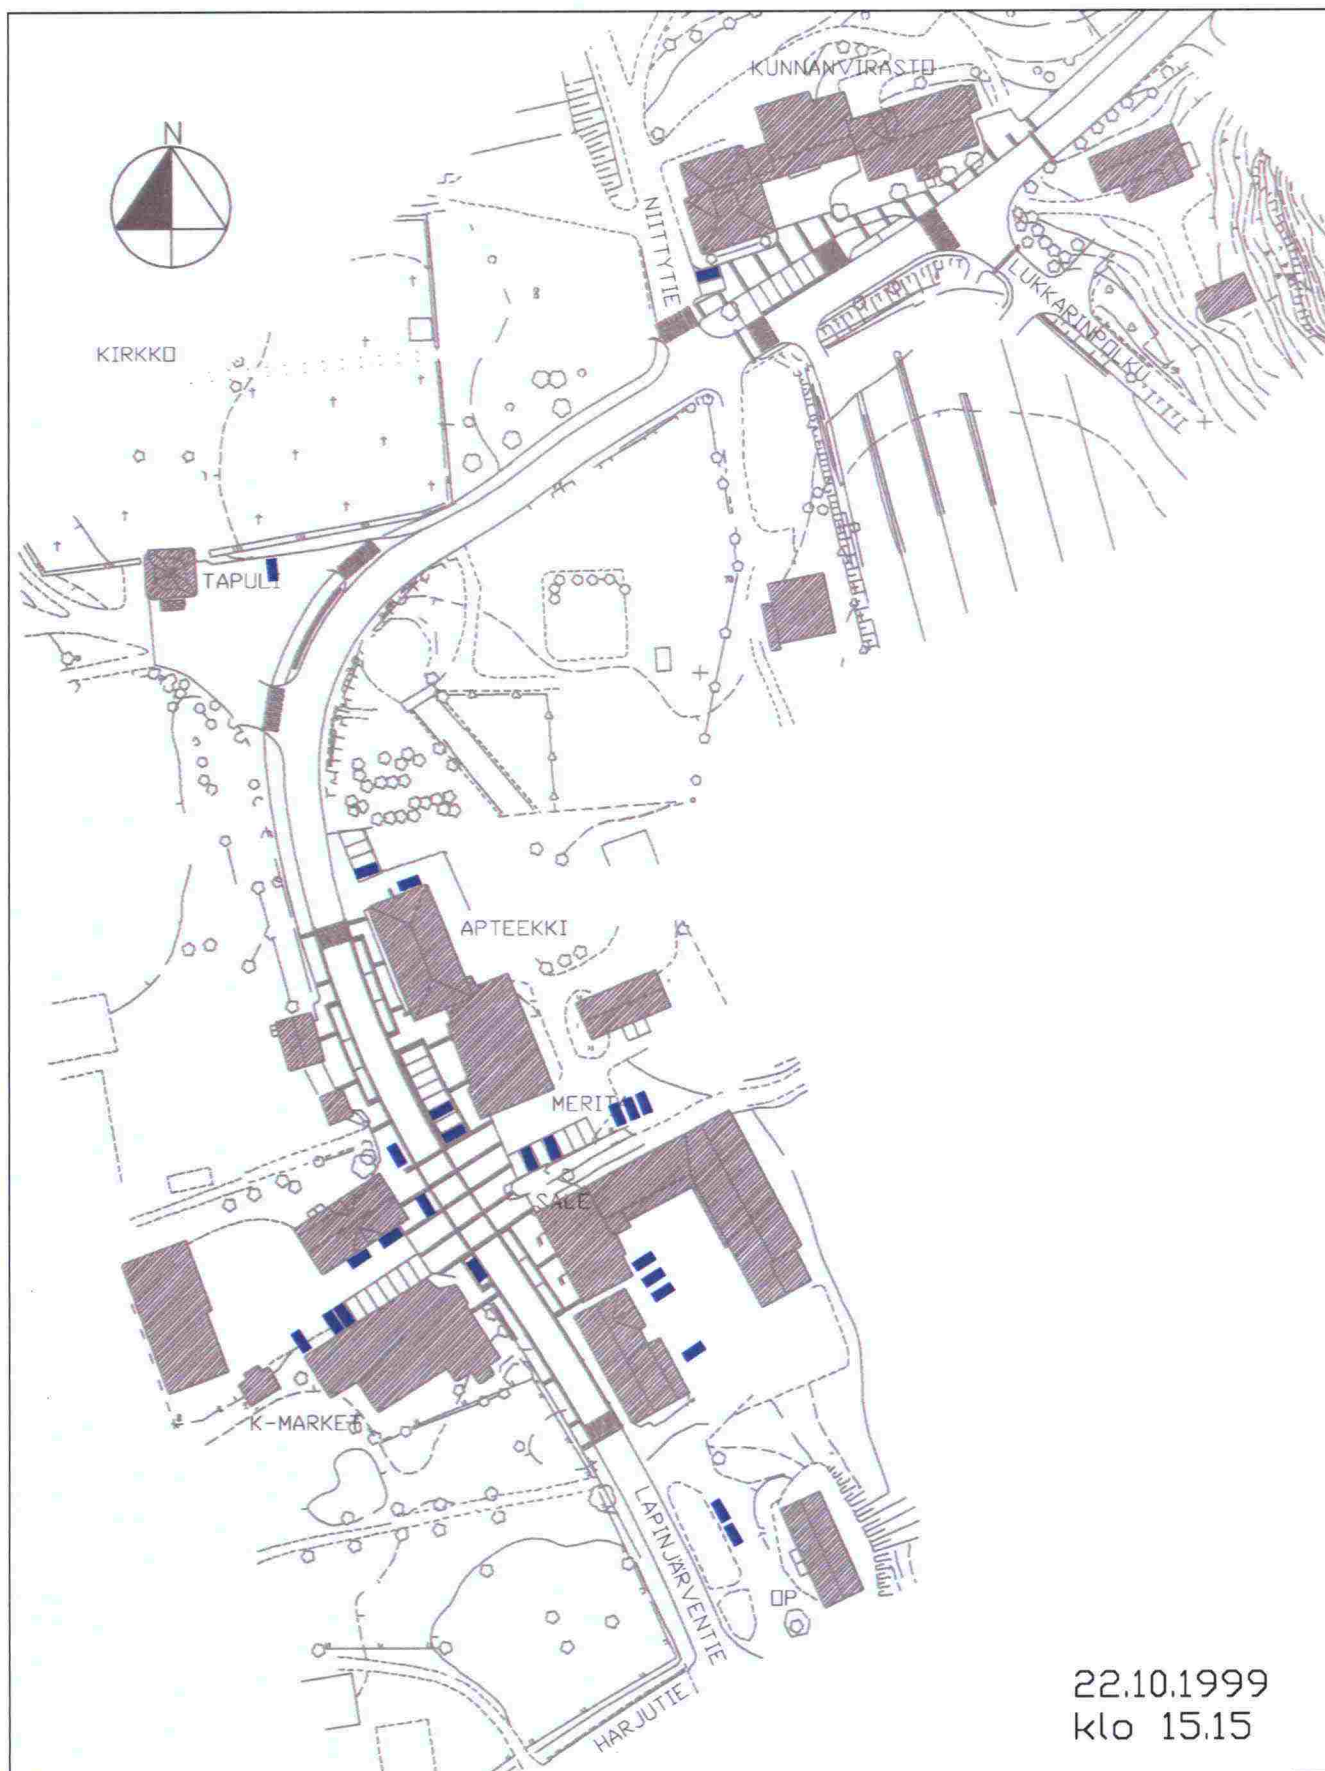 KUNNANVIRASTO
N
NIITTYTIE
LUKKARINPOLKU
KIRKKO
TAPULI
APTEEKKI
MERITA
SALE
K-MARKET
LAPINJÄRVENTIE
OP
HARJUTIE
22.10.1999
klo 15.15